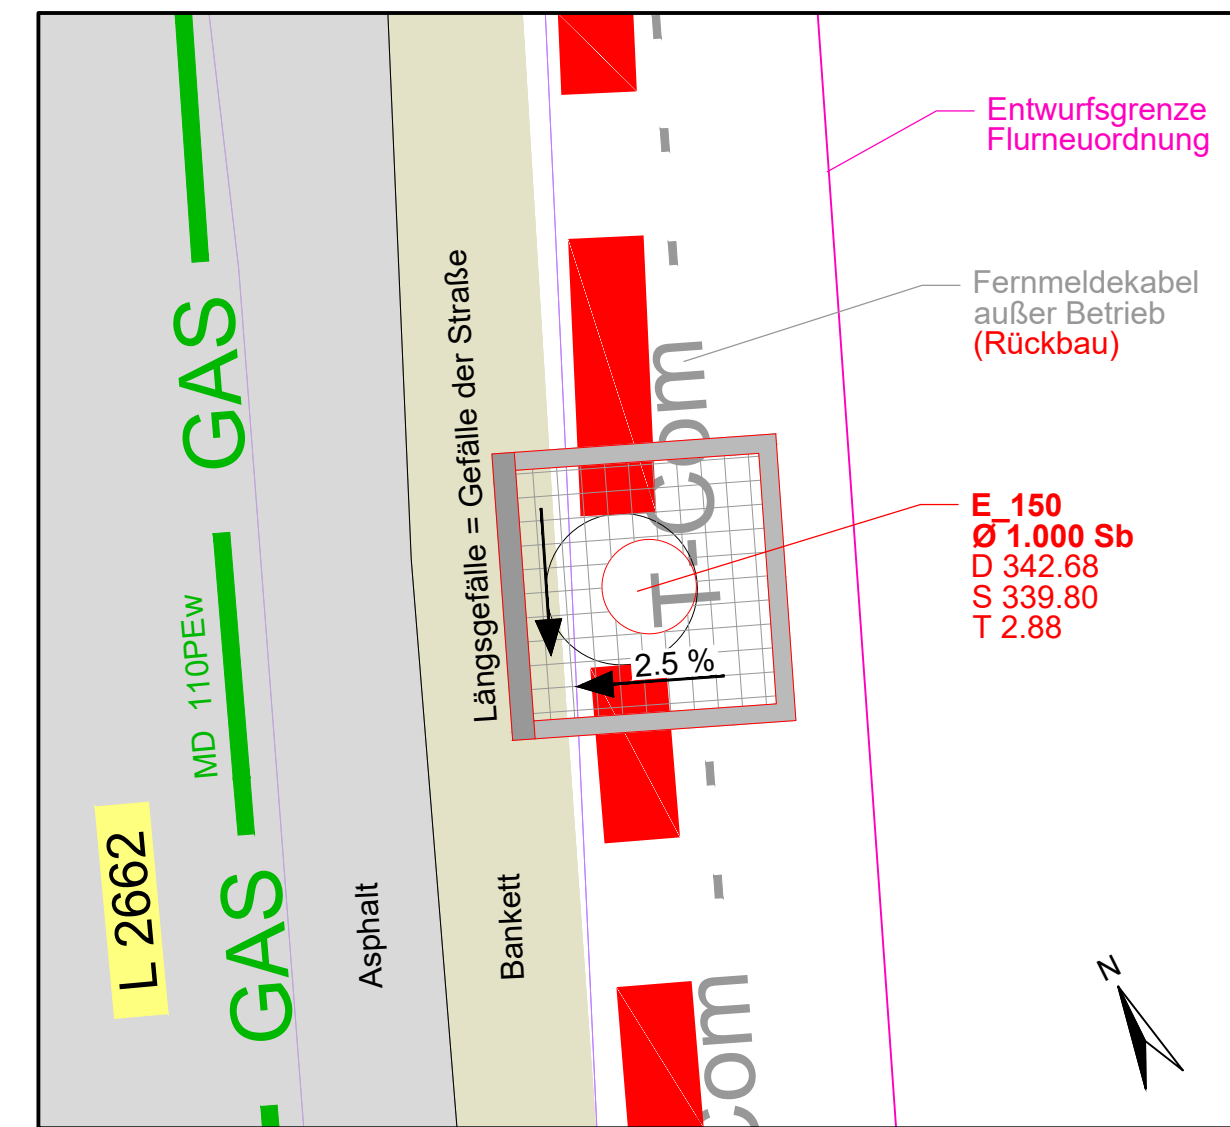 Entwurfsgrenze
Flurneuordnung
Fernmeldekabel
außer Betrieb
(Rückbau)
E_150
Ø 1.000 Sb
D 342.68
S 339.80
T 2.88
GAS
Längsgefälle = Gefälle der Straße
T-Com
2.5 %
MD 110PEw
L 2662
GAS
Asphalt
Bankett
com
N